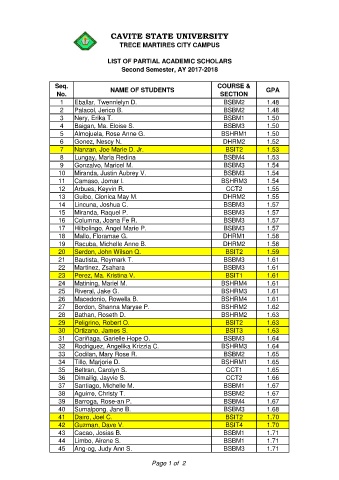 CAVITE STATE UNIVERSITY
TRECE MARTIRES CITY CAMPUS
LIST OF PARTIAL ACADEMIC SCHOLARS
Second Semester, AY 2017-2018
Seq. No. NAME OF STUDENTS COURSE & SECTION GPA
1 Eballar, Twennielyn D. BSBM2 1.48
2 Palacol, Jerico B. BSBM2 1.48
3 Nery, Erika T. BSBM1 1.50
4 Baigan, Ma. Eloise S. BSBM3 1.50
5 Almojuela, Rose Anne G. BSHRM1 1.50
6 Gonez, Nescy N. DHRM2 1.52
7 Nanzan, Joe Marie D. Jr. BSIT2 1.53
8 Lungay, Maria Redina BSBM4 1.53
9 Gonzalvo, Maricel M. BSBM3 1.54
10 Miranda, Justin Aubrey V. BSBM3 1.54
11 Camaso, Jomar I. BSHRM3 1.54
12 Arbues, Keyvin R. CCT2 1.55
13 Guibo, Clorrica May M. DHRM2 1.55
14 Lincuna, Joshua C. BSBM3 1.57
15 Miranda, Raquel P. BSBM3 1.57
16 Columna, Joana Fe R. BSBM3 1.57
17 Hilbolingo, Angel Marie P. BSBM3 1.57
18 Mallo, Floramae G. DHRM1 1.58
19 Racuba, Michelle Anno B. DHRM2 1.58
20 Serdon, John Wilson Q. BSIT2 1.59
21 Bautista, Reymark T. BSBM3 1.61
22 Martinez, Zsahara BSBM3 1.61
23 Perez, Ma. Kristina V. BSIT1 1.61
24 Matining, Mariel M. BSHRM4 1.61
25 Riveral, Jake G. BSHRM3 1.61
26 Macedonio, Rowella B. BSHRM4 1.61
27 Bordon, Shanna Maryae P. BSHRM2 1.62
28 Bathan, Roseth D. BSHRM2 1.63
29 Peligrino, Robert O. BSIT2 1.63
30 Ortizano, James S. BSIT3 1.63
31 Cariñaga, Garielle Hope O. BSBM3 1.64
32 Rodriguez, Angelika Krizzia C. BSHRM3 1.64
33 Codilan, Mary Rose R. BSBM2 1.65
34 Tillo, Marjorie D. BSHRM1 1.65
35 Beltran, Carolyn S. CCT1 1.65
36 Dimailig, Jayvie S. CCT2 1.66
37 Santiago, Michelle M. BSBM1 1.67
38 Aguirre, Christy T. BSBM2 1.67
39 Barroga, Rose-an P. BSBM4 1.67
40 Sumalpong, Jane B. BSBM3 1.68
41 Dairo, Joel C. BSIT2 1.70
42 Guzman, Dave V. BSIT4 1.70
43 Cacao, Josias B. BSBM1 1.71
44 Limbo, Airene S. BSBM1 1.71
45 Ang-og, Judy Ann S. BSBM3 1.71
Page 1 of 2